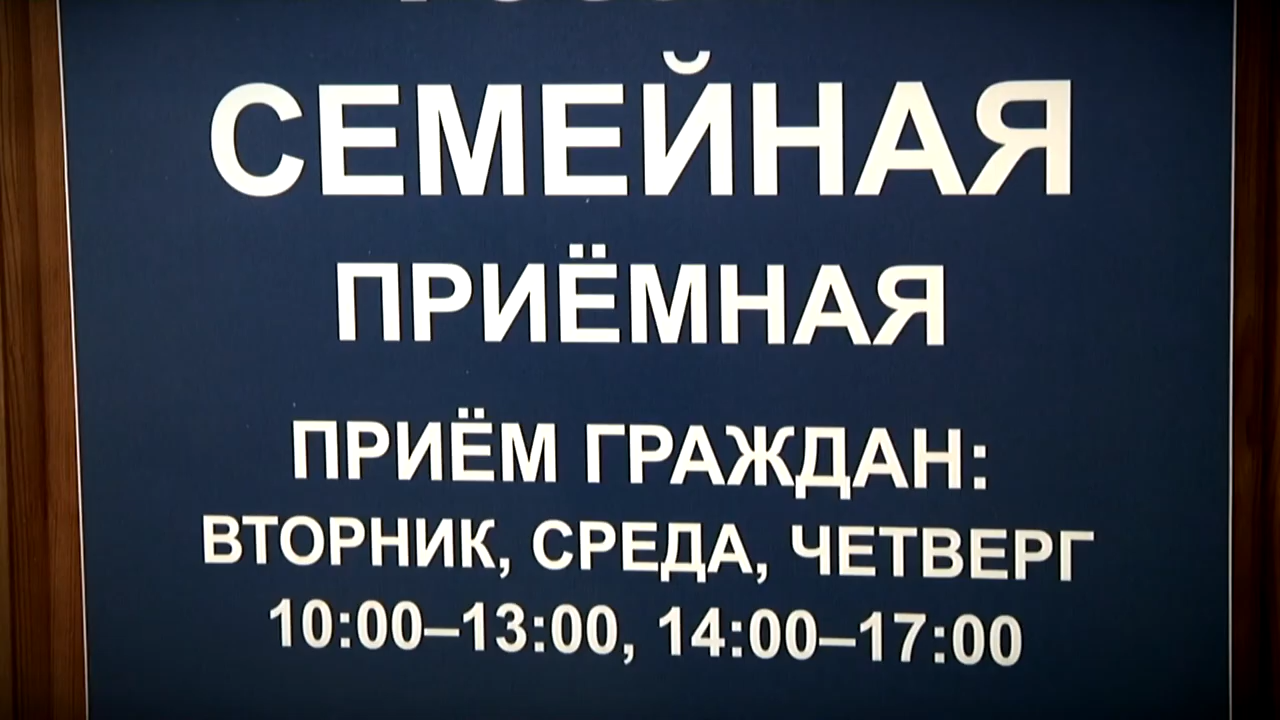 СЕМЕЙНАЯ
ПРИЁМНАЯ
ПРИЁМ ГРАЖДАН:
ВТОРНИК, СРЕДА, ЧЕТВЕРГ
10:00–13:00, 14:00–17:00